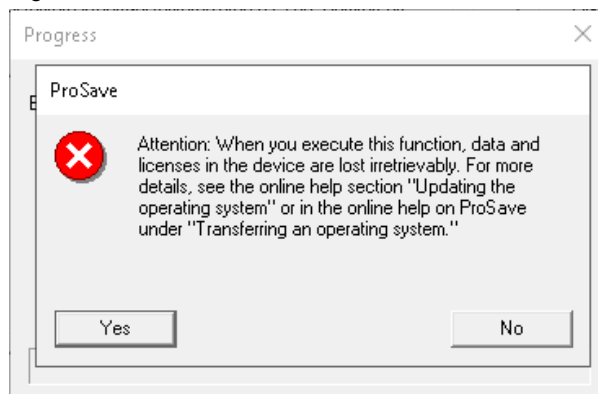 Progress
ProSave
Attention: When you execute this function, data and
licenses in the device are lost irretrievably. For more
details, see the online help section "Updating the
operating system" or in the online help on ProSave
under "Transferring an operating system."
Yes
No